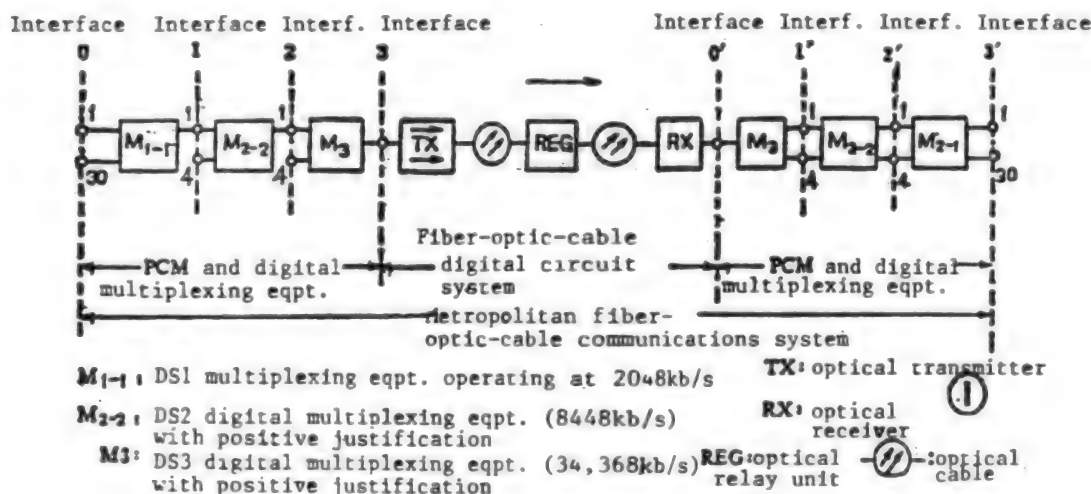 Interface Interface Interf. Interface Interface Interf. Interf. Interface
0 1 2 3 0' 1' 2' 3'
1 1 1 1 1 1
M1-1 M2-2 M3 TX REG RX M3 M2-2 M2-1
30 4 4 4 4 30
PCM and digital multiplexing eqpt.
Fiber-optic-cable digital circuit system
PCM and digital multiplexing eqpt.
Metropolitan fiber-optic-cable communications system
M1-1: DS1 multiplexing eqpt. operating at 2048kb/s
M2-2: DS2 digital multiplexing eqpt. (8448kb/s)
with positive justification
M3: DS3 digital multiplexing eqpt. (34,368kb/s)
with positive justification
TX: optical transmitter
1
RX: optical
receiver
REG: optical
relay unit
:optical
cable